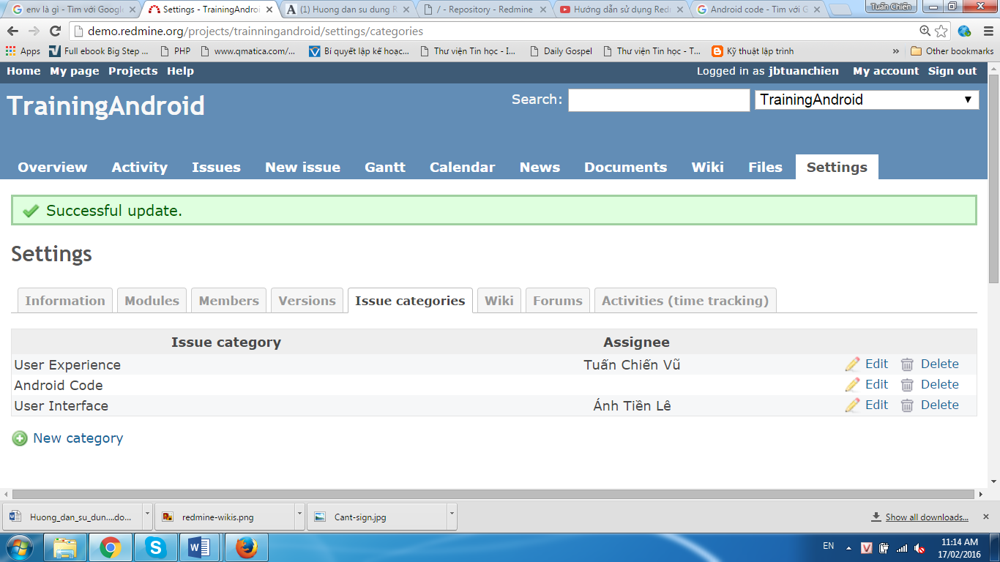 env là gì - Tìm với Google
Settings - TrainingAndroi
(1) Huong dan su dung R
/ - Repository - Redmine
Hướng dẫn sử dụng Redm
Android code - Tìm với G
Tuấn Chiến
demo.redmine.org/projects/trainningandroid/settings/categories
Apps
Full ebook Big Step ...
PHP
www.qmatica.com/...
Bí quyết lập kế hoạc...
Thư viện Tin học - I...
Daily Gospel
Thư viện Tin học - T...
Kỹ thuật lập trình
»
Other bookmarks
Home My page Projects Help
Logged in as jbtuanchien My account Sign out
TrainingAndroid
Search:
TrainingAndroid
Overview Activity Issues New issue Gantt Calendar News Documents Wiki Files Settings
Successful update.
Settings
Information Modules Members Versions Issue categories Wiki Forums Activities (time tracking)
Issue category Assignee
User Experience Tuấn Chiến Vũ Edit Delete
Android Code Edit Delete
User Interface Ánh Tiền Lê Edit Delete
New category
Huong_dan_su_dun....do...
redmine-wikis.png
Cant-sign.jpg
Show all downloads...
EN
11:14 AM
17/02/2016